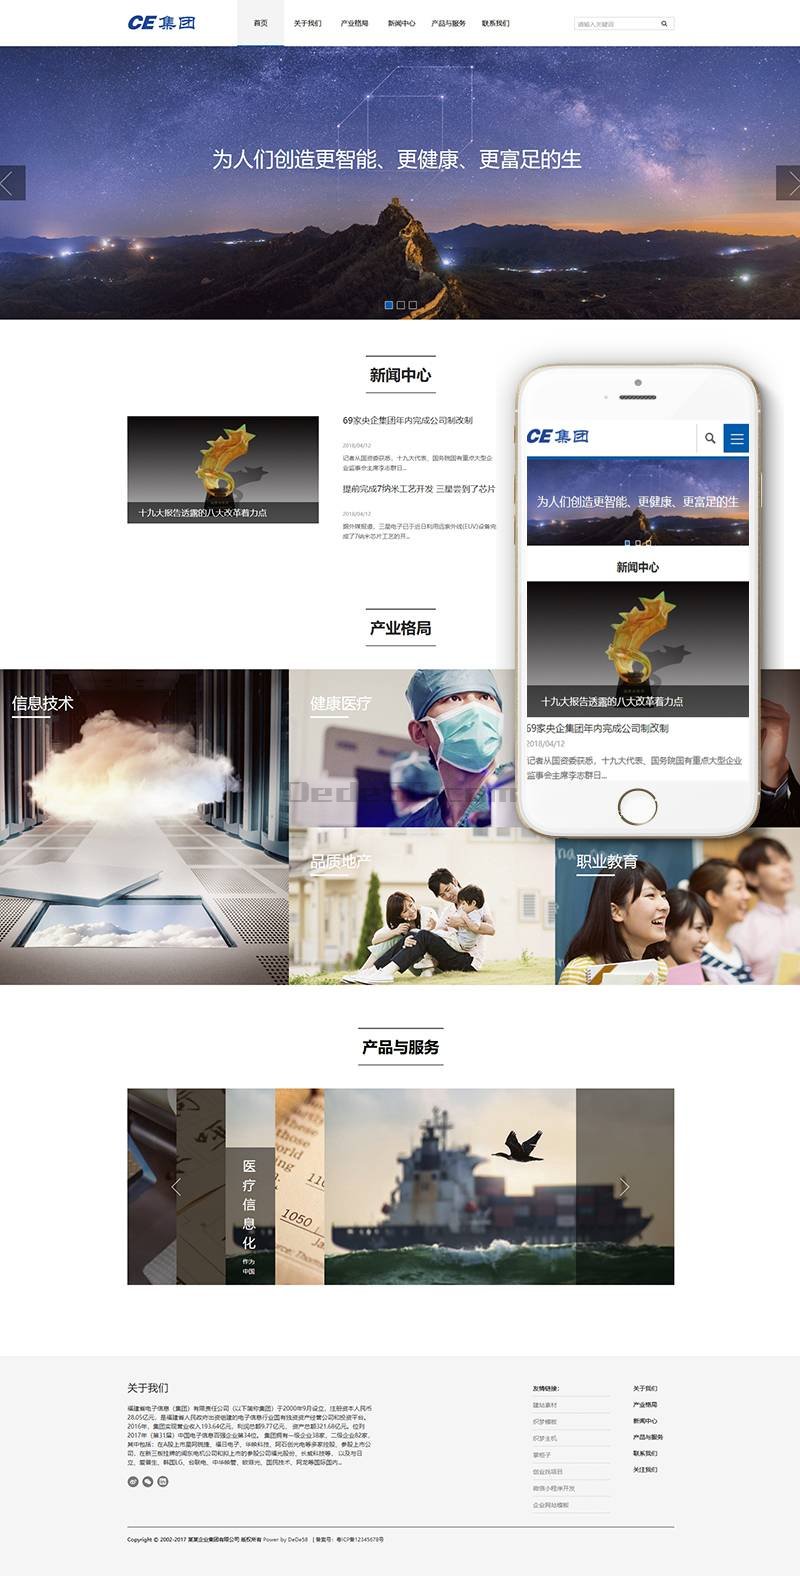 CE 集团
首页 关于我们 产业格局 新闻中心 产品与服务 联系我们
请输入关键词
为人们创造更智能、更健康、更富足的生
新闻中心
69家央企集团年内完成公司制改制
2018/04/12
记者从国资委获悉，十九大代表、国务院国有重点大型企
业监事会主席李志群日...
提前完成7纳米工艺开发 三星尝到了芯片
2018/04/12
据外媒报道，三星电子已于近日利用远紫外线(EUV)设备完
成了7纳米芯片工艺的开...
十九大报告透露的八大改革着力点
CE 集团
为人们创造更智能、更健康、更富足的生
新闻中心
十九大报告透露的八大改革着力点
69家央企集团年内完成公司制改制
2018/04/12
记者从国资委获悉，十九大代表、国务院国有重点大型企业
监事会主席李志群日...
产业格局
信息技术
健康医疗
品质地产
职业教育
Dede58.com
产品与服务
医疗信息化
作为
中国
those
world
1050
关于我们
福建省电子信息（集团）有限责任公司（以下简称集团）于2000年9月设立，注册资本人民币
28.05亿元，是福建省人民政府出资组建的电子信息行业国有独资资产经营公司和投资平台。
2016年，集团实现营业收入193.64亿元，利润总额9.77亿元， 资产总额321.68亿元。位列
2017年（第31届）中国电子信息百强企业第34位。 集团拥有一级企业38家，二级企业82家，
其中包括：在A股上市星网锐捷、福日电子、华映科技、阿石创光电等多家控股、参股上市公
司，在新三板挂牌的闽东电机公司和拟上市的参股公司福光股份、长威科技等， 以及与日
立、爱普生、韩国LG、台联电、中华映管、欧菲光、国民技术、阿龙等国际国内...
友情链接：
建站素材
织梦模板
织梦主机
掌柜子
创业找项目
微信小程序开发
企业网站模板
关于我们
产业格局
新闻中心
产品与服务
联系我们
关注我们
Copyright © 2002-2017 某某企业集团有限公司 版权所有 Power by DeDe58 | 备案号：粤ICP备12345678号